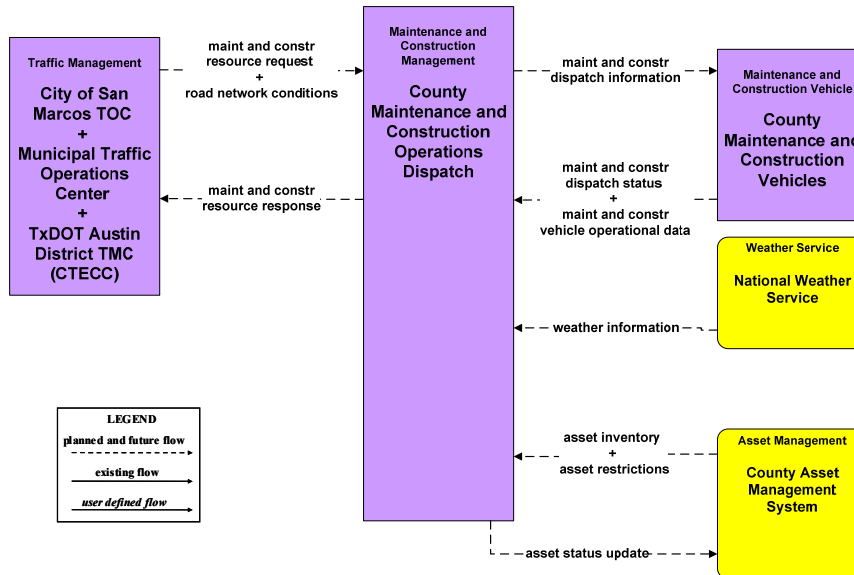 Traffic Management
City of San
Marcos TOC
+
Municipal Traffic
Operations
Center
+
TxDOT Austin
District TMC
(CTECC)
maint and constr
resource request
+
road network conditions
maint and constr
resource response
Maintenance and
Construction
Management
County
Maintenance and
Construction
Operations
Dispatch
maint and constr
dispatch information
maint and constr
dispatch status
+
maint and constr
vehicle operational data
weather information
asset inventory
+
asset restrictions
asset status update
Maintenance and
Construction Vehicle
County
Maintenance and
Construction
Vehicles
Weather Service
National Weather
Service
Asset Management
County Asset
Management
System
LEGEND
planned and future flow
existing flow
user defined flow